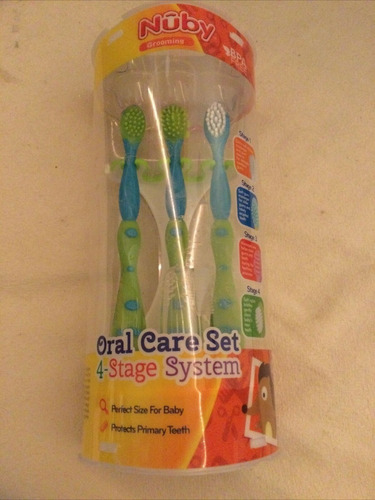 Nûby
Grooming
BPA
Stage 1
Stage 2
Stage 3
Stage 4
Oral Care Set
4-Stage System
Perfect Size For Baby
Protects Primary Teeth